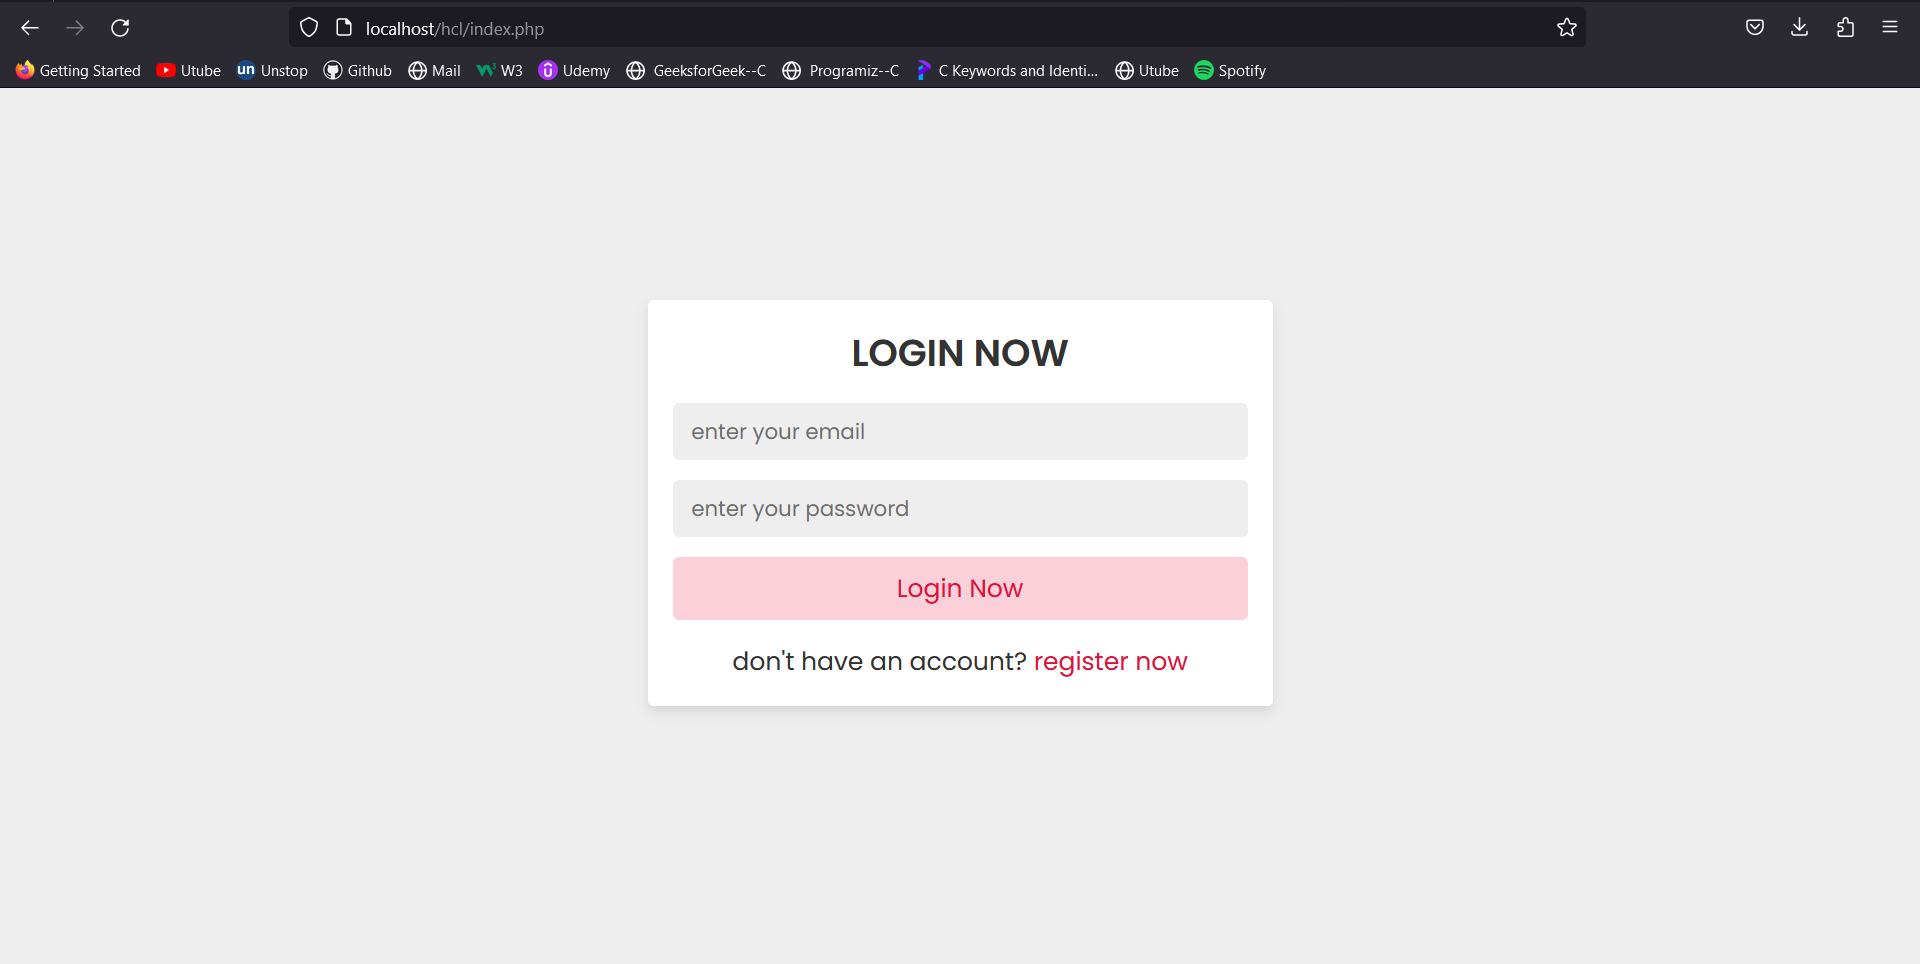 localhost/hcl/index.php
Getting Started Utube un Unstop Github Mail W3 Udemy GeeksforGeek--C Programiz--C C Keywords and Identi... Utube Spotify
LOGIN NOW
enter your email
enter your password
Login Now
don't have an account? register now